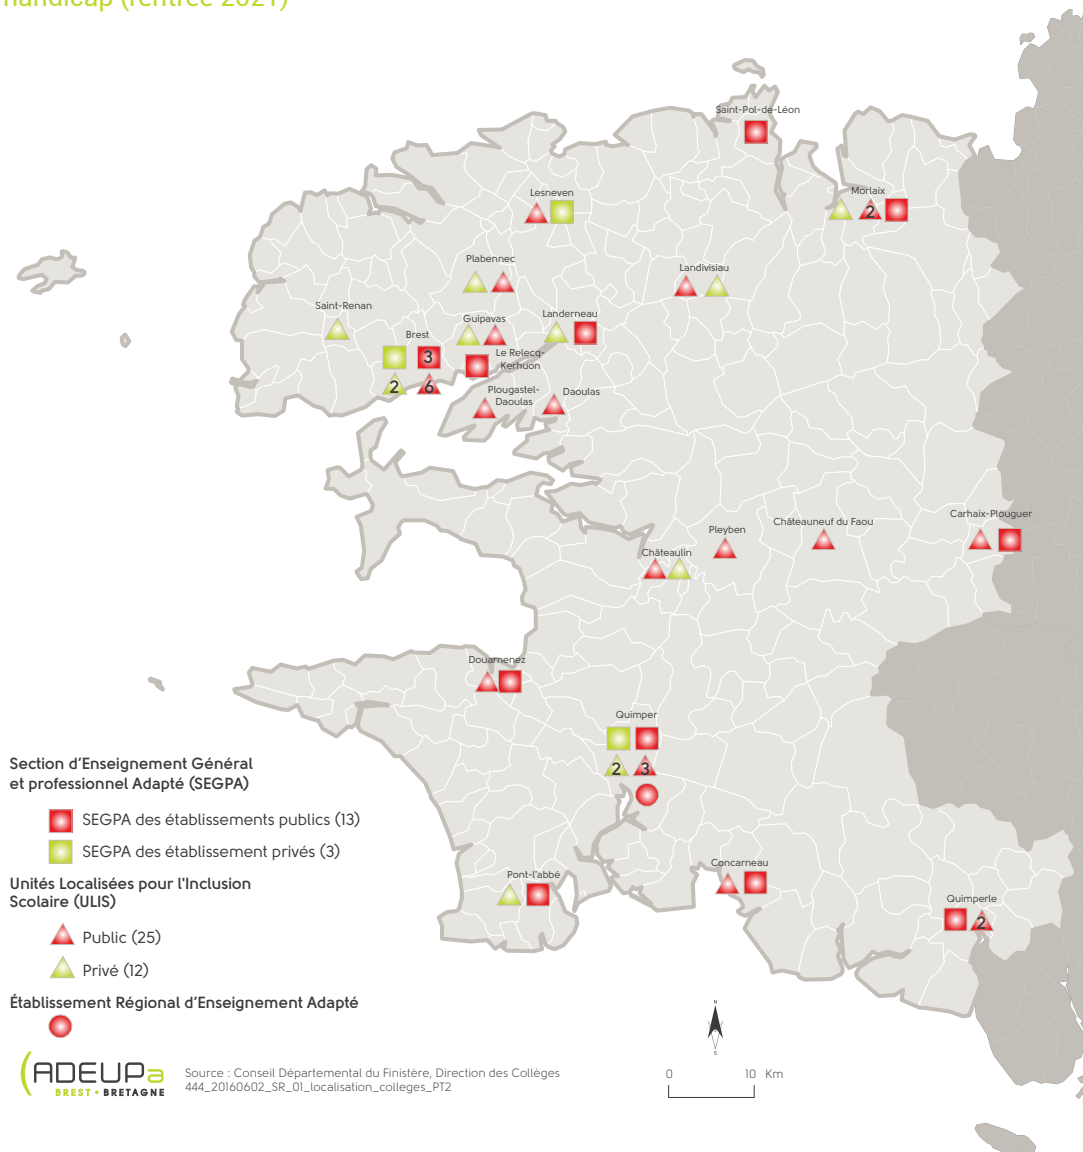 handicap (rentrée 2021)
Saint-Pol-de-Léon
Lesneven
Morlaix
2
Plabennec
Landivisiau
Saint-Renan
Guipavas
Landerneau
Brest
3
Le Relecq-
Kerhuon
2
6
Plougastel-
Daoulas
Daoulas
Carhaix-Plouguer
Châteauneuf du Faou
Pleyben
Châteaulin
Douarnenez
Quimper
2
3
Section d'Enseignement Général
et professionnel Adapté (SEGPA)
SEGPA des établissements publics (13)
SEGPA des établissement privés (3)
Unités Localisées pour l'Inclusion
Scolaire (ULIS)
Public (25)
Privé (12)
Établissement Régional d'Enseignement Adapté
Pont-l'abbé
Concarneau
Quimperle
2
N
S
ADEUPa
BREST • BRETAGNE
Source : Conseil Départemental du Finistère, Direction des Collèges
444_20160602_SR_01_localisation_colleges_PT2
0 10 Km